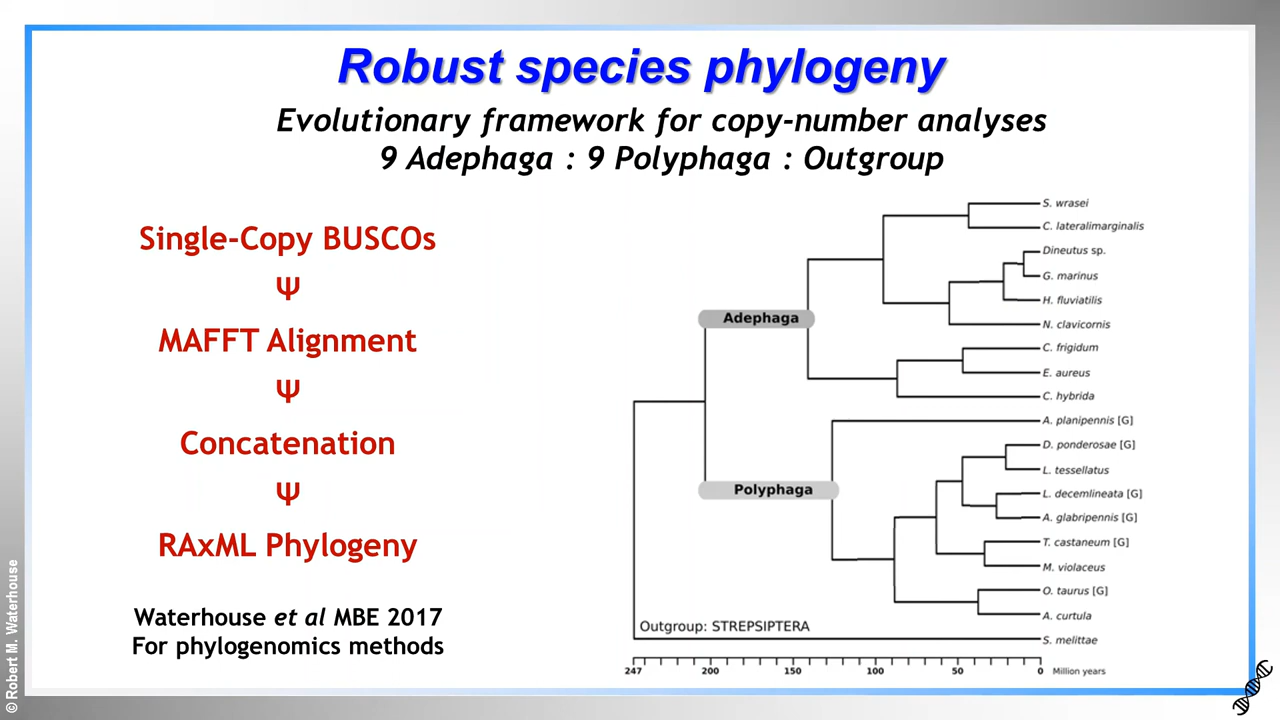 Robust species phylogeny
Evolutionary framework for copy-number analyses
9 Adephaga : 9 Polyphaga : Outgroup
Single-Copy BUSCOs
Ψ
MAFFT Alignment
Ψ
Concatenation
Ψ
RAxML Phylogeny
Waterhouse et al MBE 2017
For phylogenomics methods
S. wrasei
C. lateralimarginalis
Dineutus sp.
G. marinus
H. fluviatilis
N. clavicornis
Adephaga
C. frigidum
E. aureus
C. hybrida
A. planipennis [G]
D. ponderosae [G]
L. tessellatus
Polyphaga
L. decemlineata [G]
A. glabripennis [G]
T. castaneum [G]
M. violaceus
O. taurus [G]
A. curtula
Outgroup: STREPSIPTERA
S. melittae
247 200 150 100 50 0 Million years
© Robert M. Waterhouse